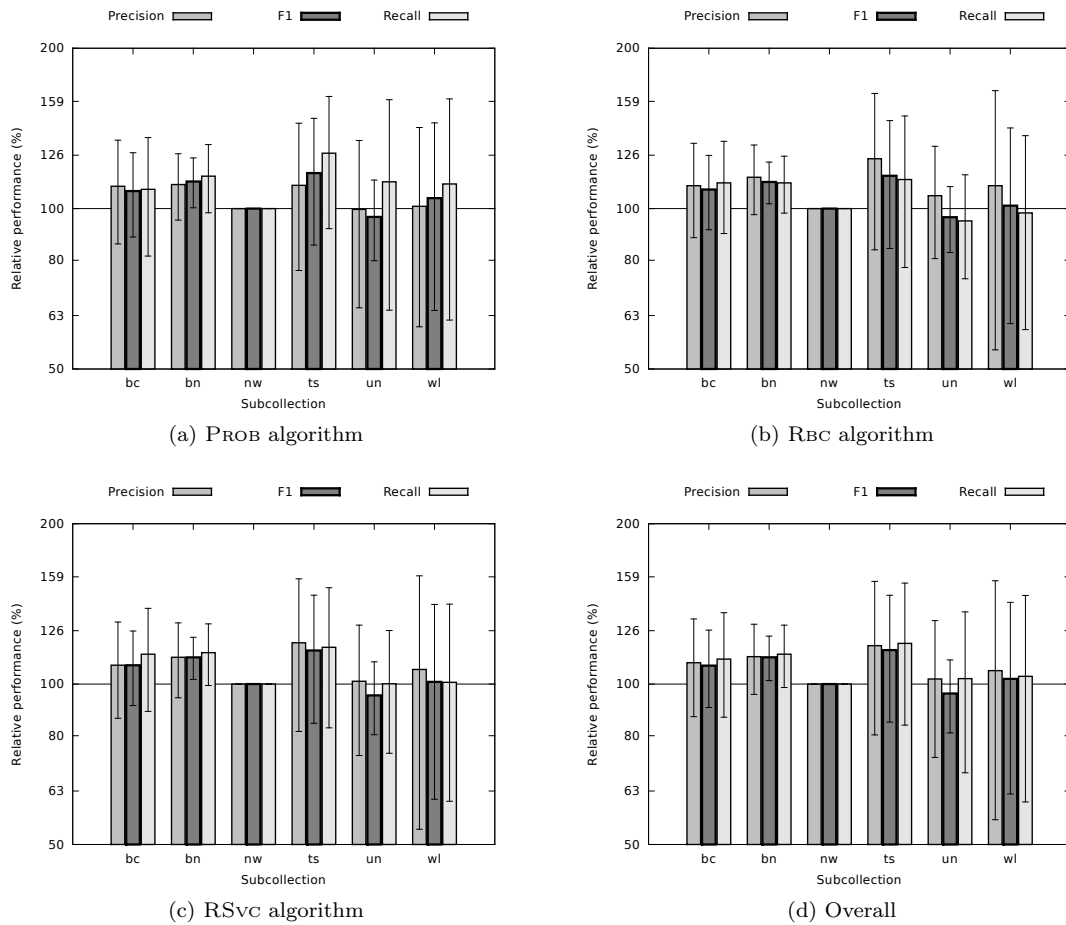 Precision F1 Recall
200
159
126
100
80
63
50
Relative performance (%)
bc bn nw ts un wl
Subcollection
(a) PROB algorithm
Precision F1 Recall
200
159
126
100
80
63
50
Relative performance (%)
bc bn nw ts un wl
Subcollection
(b) RBC algorithm
Precision F1 Recall
200
159
126
100
80
63
50
Relative performance (%)
bc bn nw ts un wl
Subcollection
(c) RSVC algorithm
Precision F1 Recall
200
159
126
100
80
63
50
Relative performance (%)
bc bn nw ts un wl
Subcollection
(d) Overall